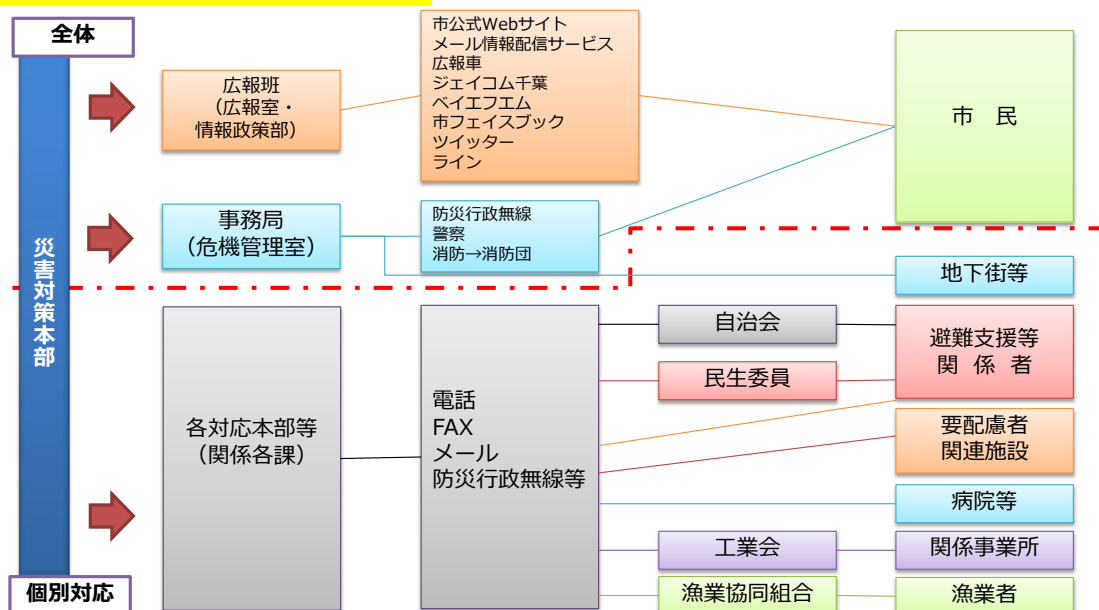 全体
災害対策本部
個別対応
広報班
（広報室・
情報政策部）
市公式Webサイト
メール情報配信サービス
広報車
ジェイコム千葉
ベイエフエム
市フェイスブック
ツイッター
ライン
市　民
事務局
（危機管理室）
防災行政無線
警察
消防→消防団
地下街等
各対応本部等
（関係各課）
電話
FAX
メール
防災行政無線等
自治会
民生委員
避難支援等
関　係　者
要配慮者
関連施設
病院等
工業会
関係事業所
漁業協同組合
漁業者